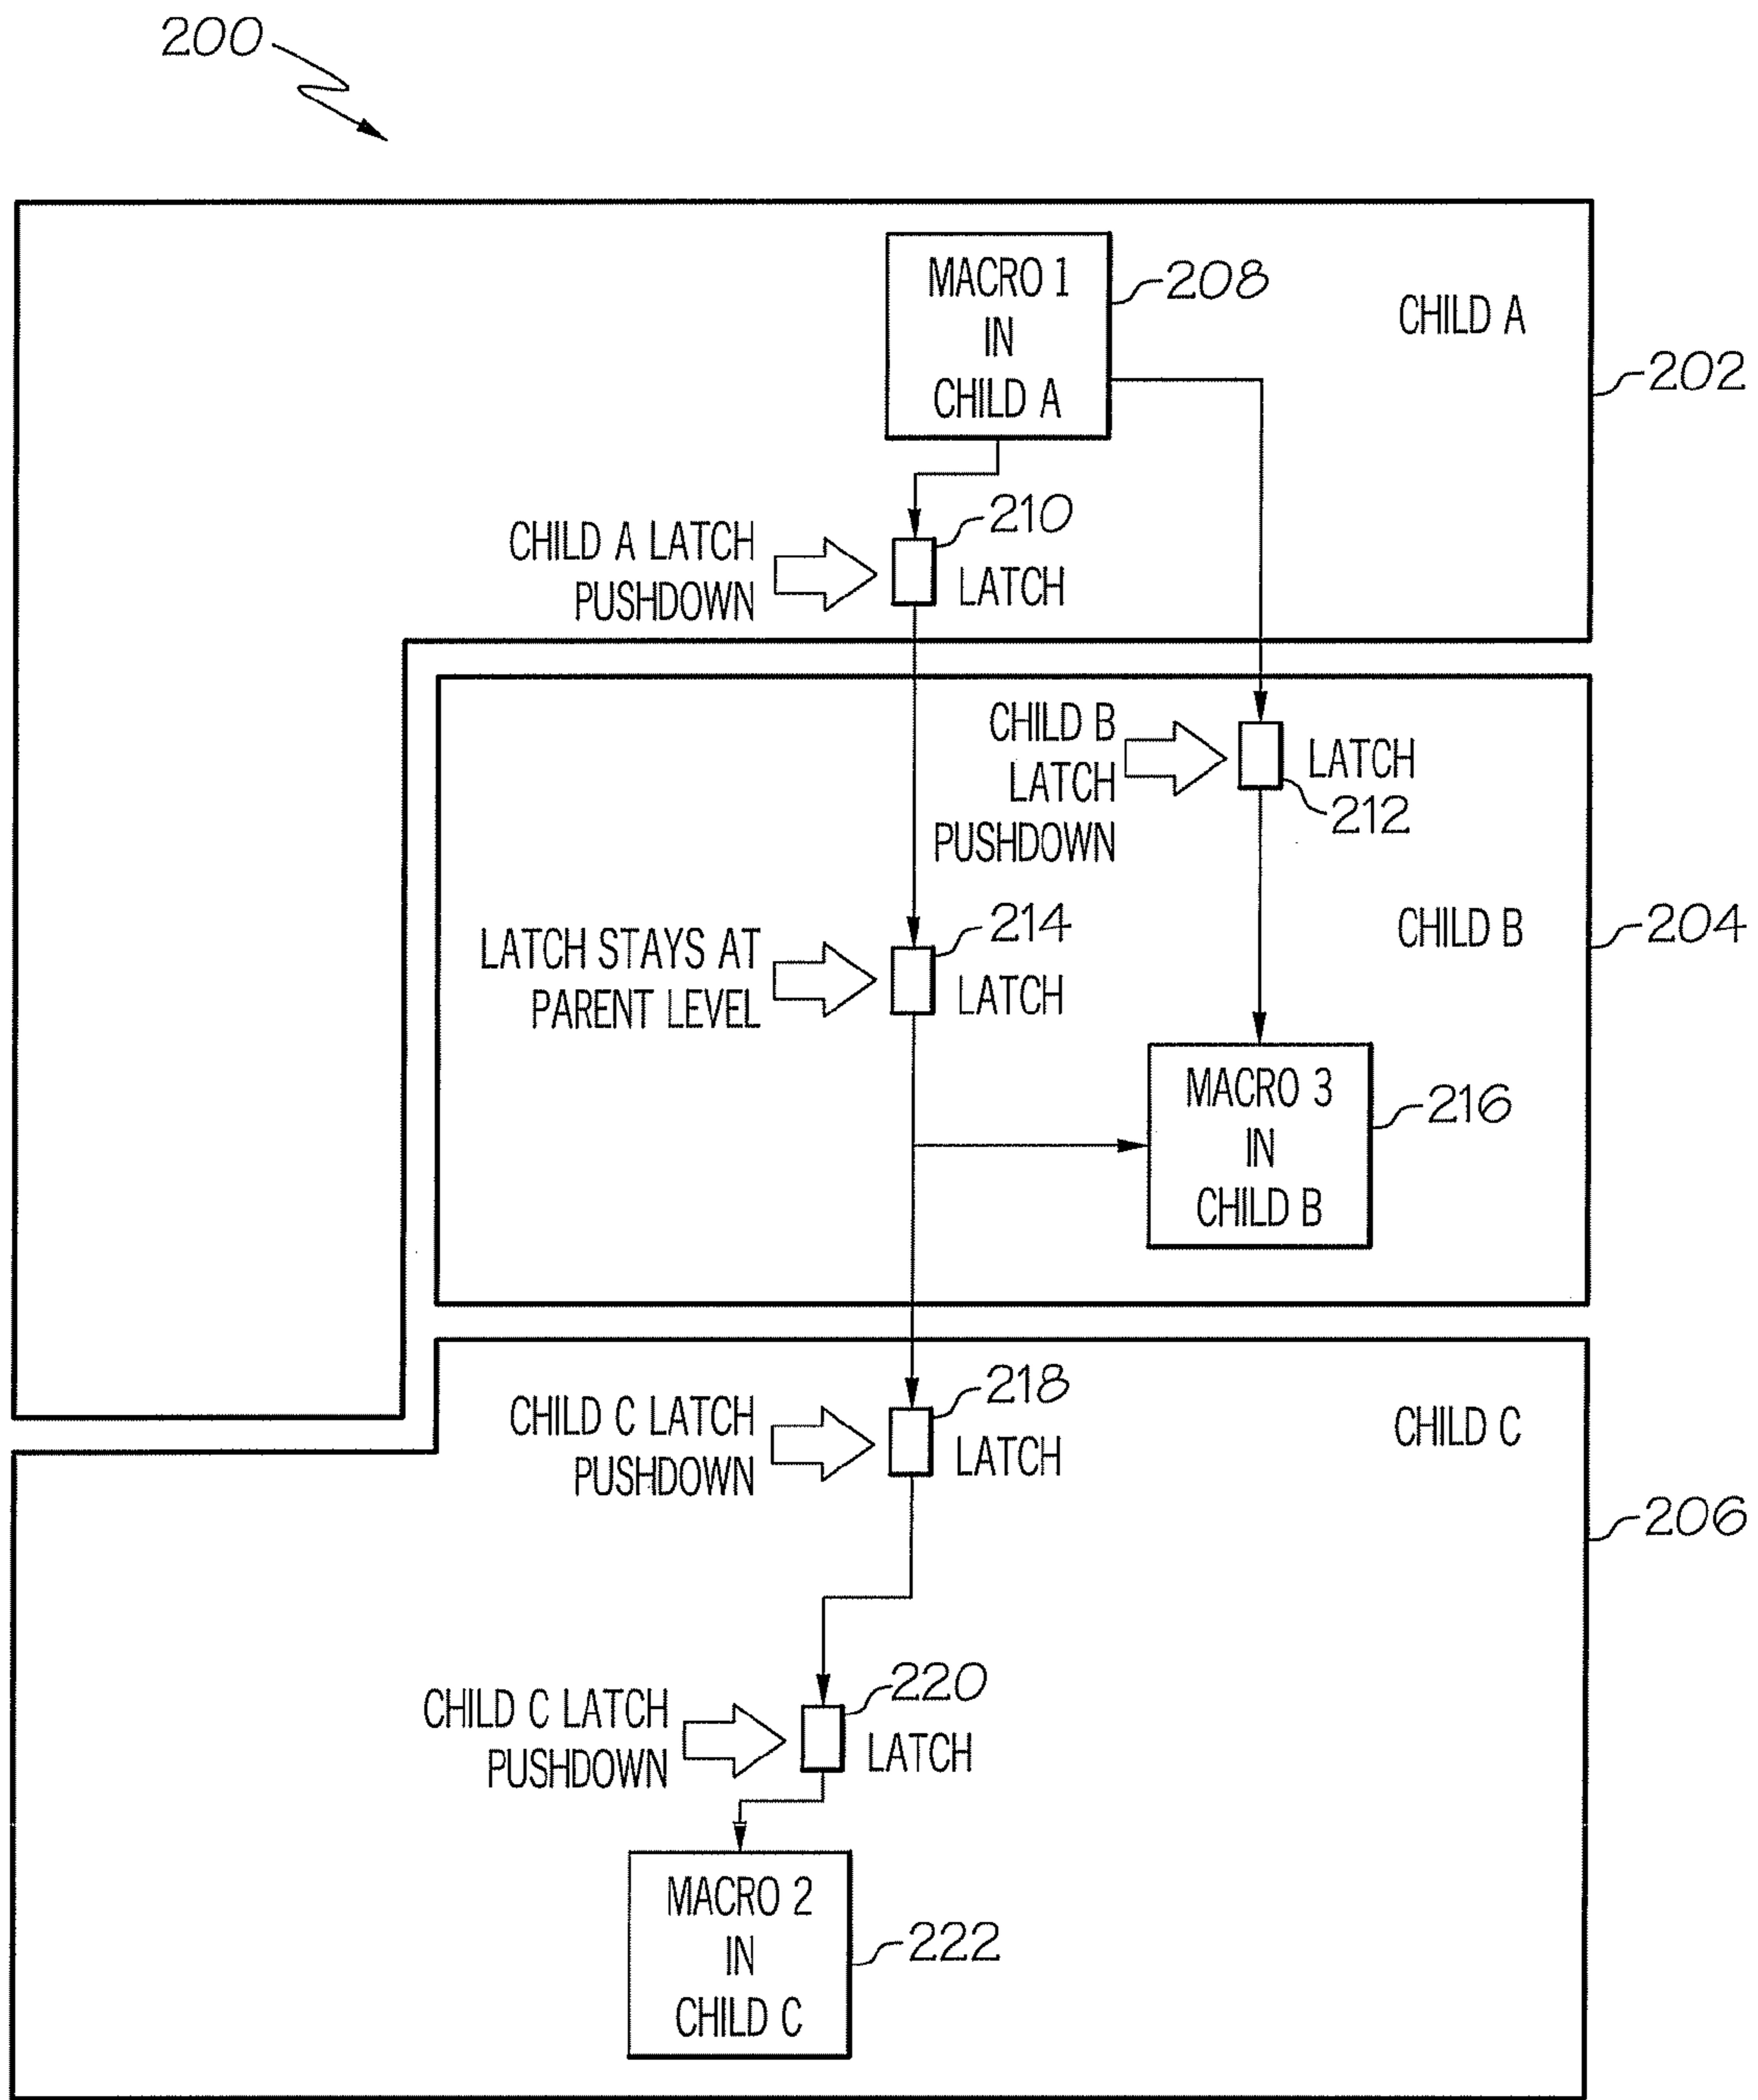 200
MACRO 1
IN
CHILD A
208
CHILD A
202
CHILD A LATCH
PUSHDOWN
210
LATCH
CHILD B
LATCH
PUSHDOWN
LATCH
212
LATCH STAYS AT
PARENT LEVEL
214
LATCH
CHILD B
204
MACRO 3
IN
CHILD B
216
CHILD C LATCH
PUSHDOWN
218
LATCH
CHILD C
206
CHILD C LATCH
PUSHDOWN
220
LATCH
MACRO 2
IN
CHILD C
222